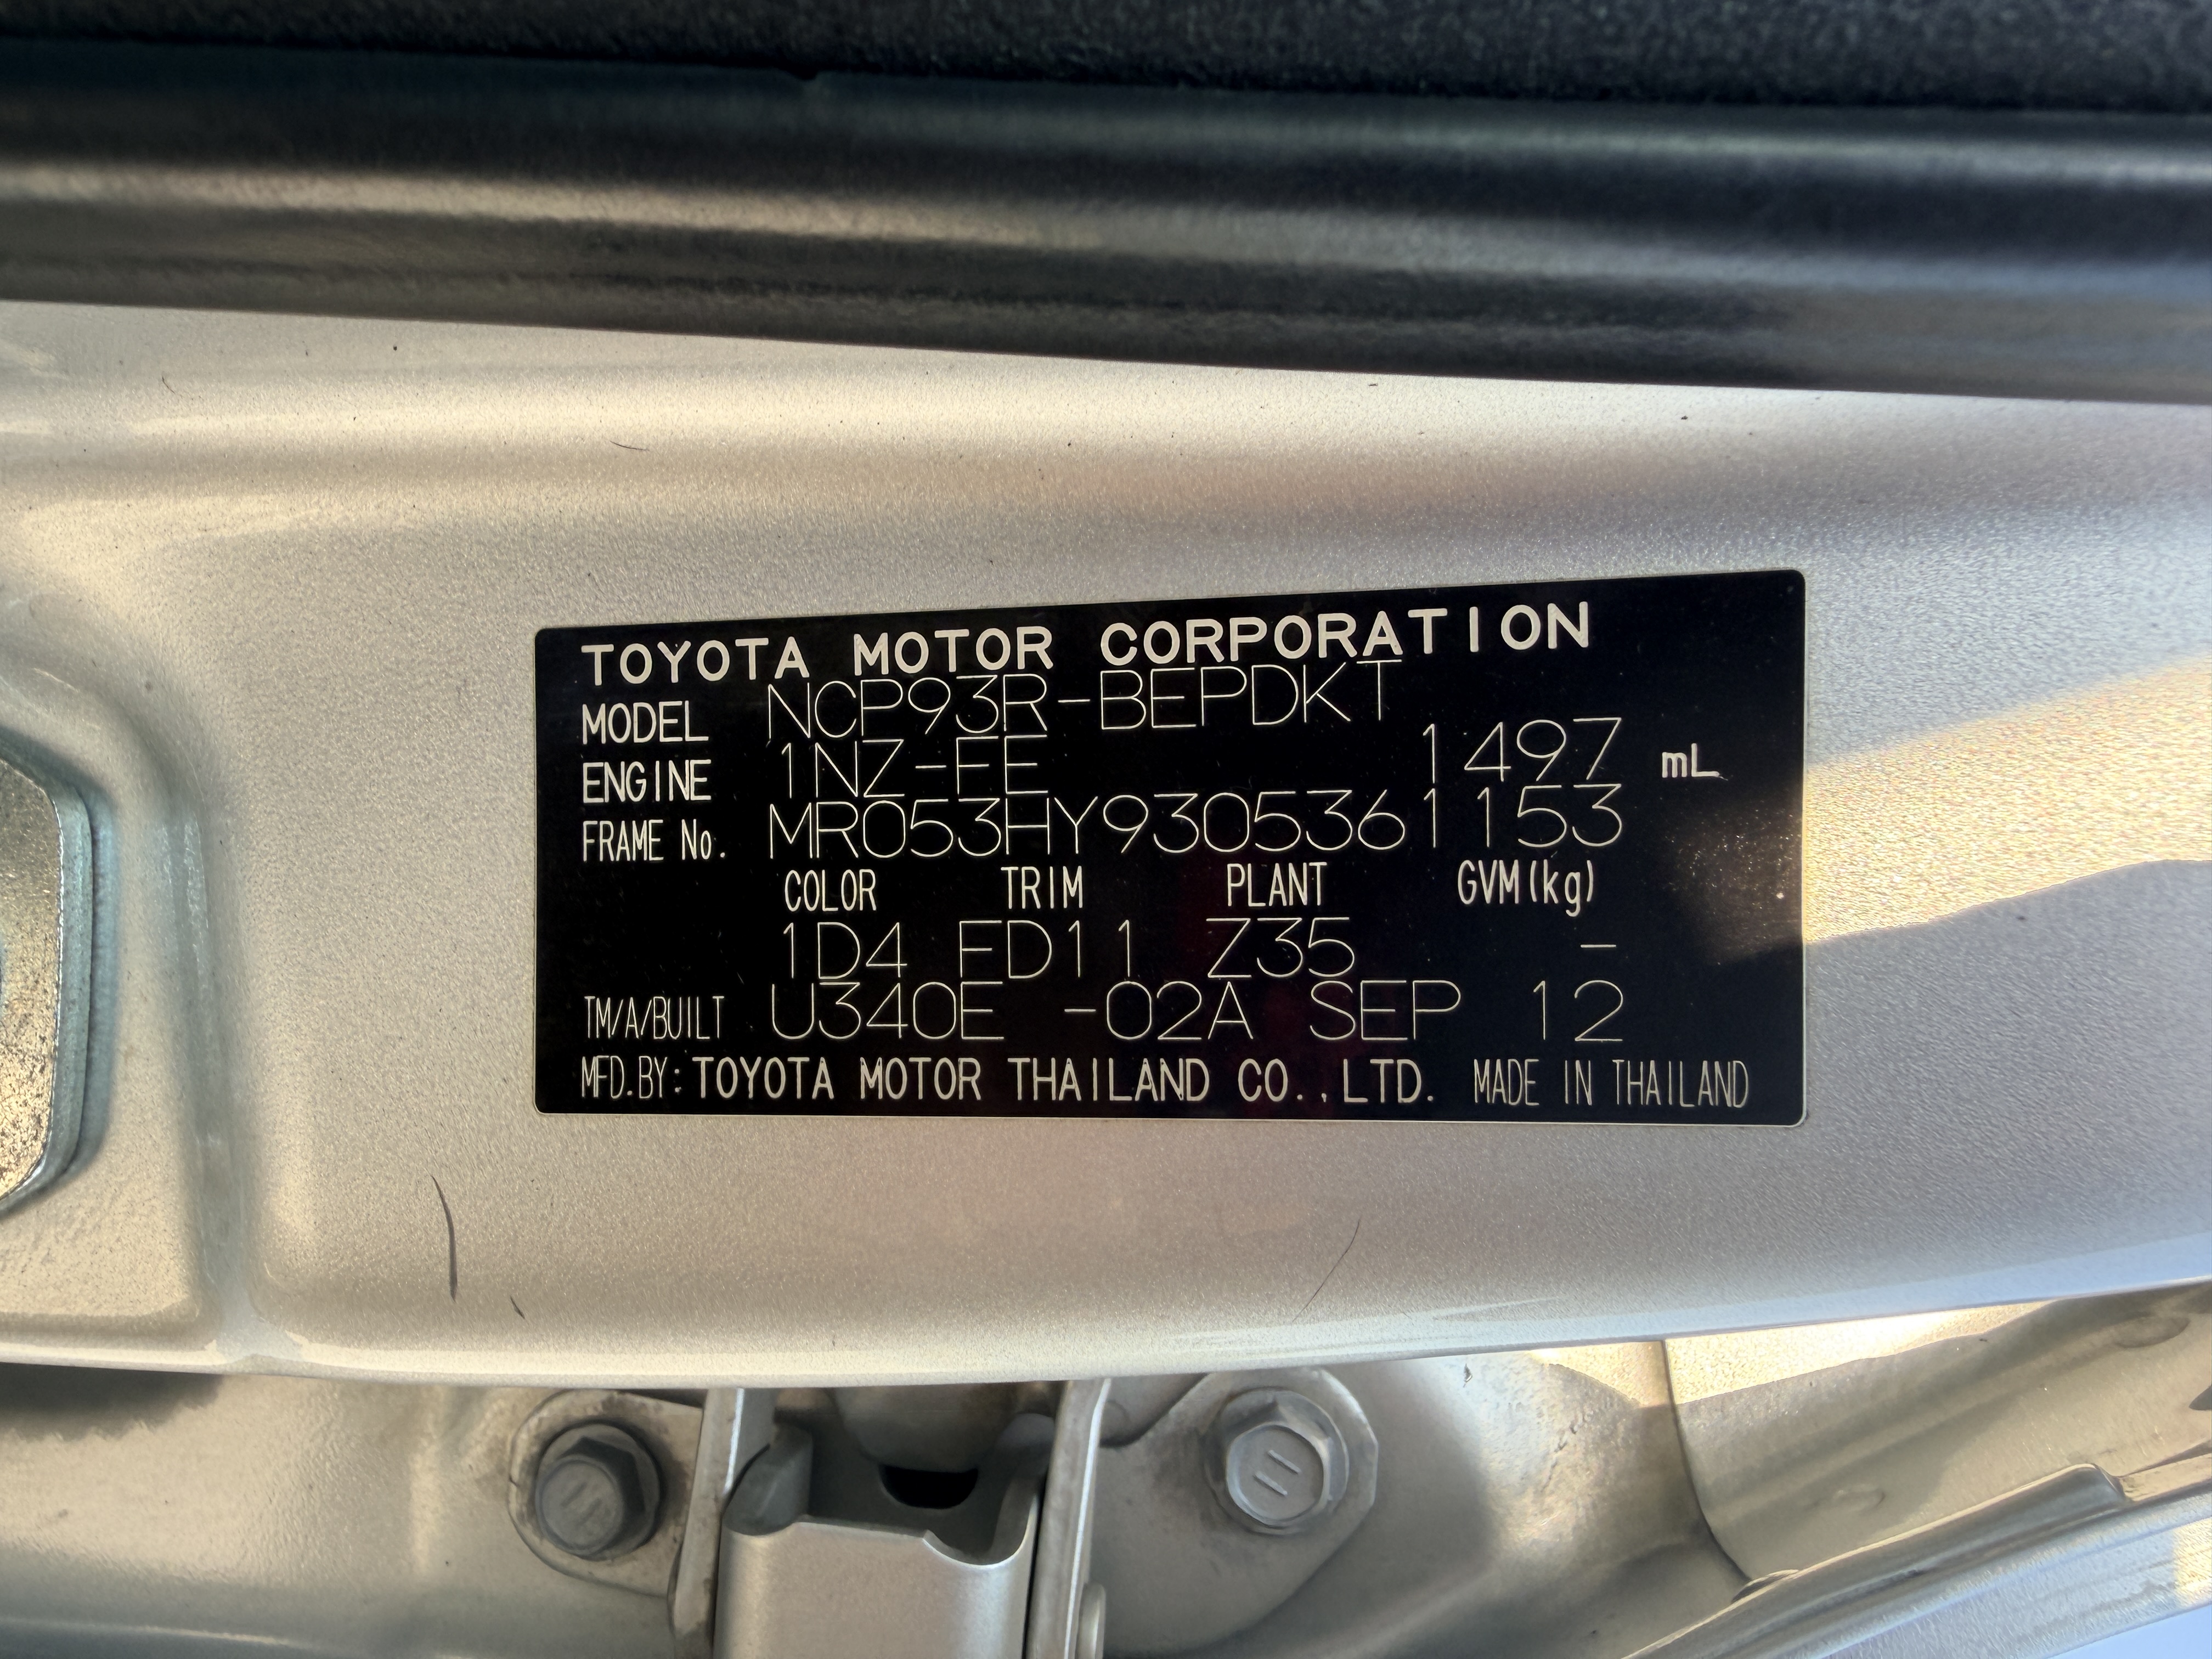 TOYOTA MOTOR CORPORATION
MODEL NCP93R-BEPDKT
ENGINE 1NZ-FE 1497 mL
FRAME No. MR053HY9305361153
COLOR TRIM PLANT GVM(kg)
1D4 FD11 Z35 -
TM/A/BUILT U340E -02A SEP 12
MFD.BY: TOYOTA MOTOR THAILAND CO.,LTD. MADE IN THAILAND